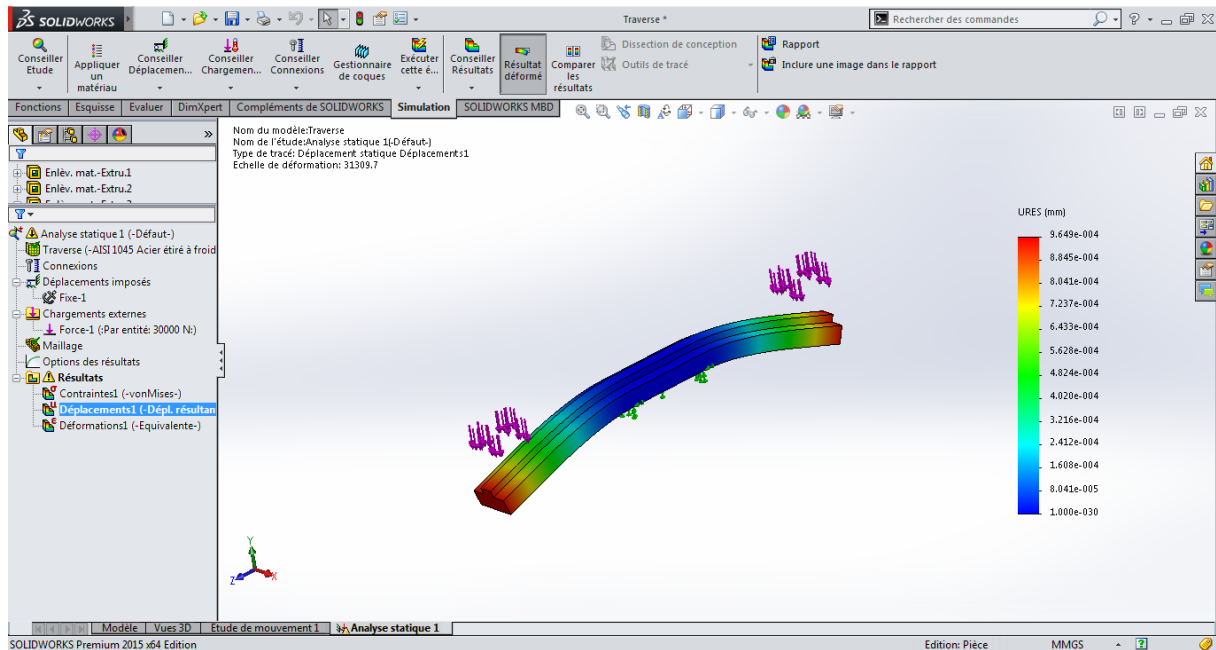 SOLIDWORKS
Traverse *
Rechercher des commandes
Conseiller Etude
Appliquer un matériau
Conseiller Déplacemen...
Conseiller Chargemen...
Conseiller Connexions
Gestionnaire de coques
Exécuter cette é...
Conseiller Résultats
Résultat déformé
Comparer les résultats
Dissection de conception
Outils de tracé
Rapport
Inclure une image dans le rapport
Fonctions Esquisse Evaluer DimXpert Compléments de SOLIDWORKS Simulation SOLIDWORKS MBD
Nom du modèle:Traverse
Nom de l'étude:Analyse statique 1(-Défaut-)
Type de tracé: Déplacement statique Déplacements1
Echelle de déformation: 31309.7
Enlèv. mat.-Extru.1
Enlèv. mat.-Extru.2
Analyse statique 1 (-Défaut-)
Traverse (-AISI 1045 Acier étiré à froid
Connexions
Déplacements imposés
Fixe-1
Chargements externes
Force-1 (:Par entité: 30000 N:)
Maillage
Options des résultats
Résultats
Contraintes1 (-vonMises-)
Déplacements1 (-Dépl. résultan
Déformations1 (-Equivalente-)
URES (mm)
9.649e-004
8.845e-004
8.041e-004
7.237e-004
6.433e-004
5.628e-004
4.824e-004
4.020e-004
3.216e-004
2.412e-004
1.608e-004
8.041e-005
1.000e-030
Y
Z
X
Modèle Vues 3D Etude de mouvement 1 Analyse statique 1
SOLIDWORKS Premium 2015 x64 Edition
Edition: Pièce
MMGS